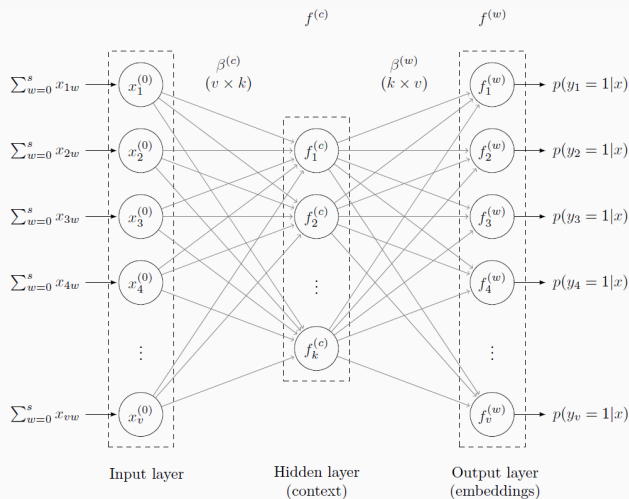 f^{(c)} f^{(w)}
β^{(c)} β^{(w)}
(v × k) (k × v)
∑_{w=0}^{s} x_{1w} x_1^{(0)} f_1^{(w)} p(y_1 = 1|x)
∑_{w=0}^{s} x_{2w} x_2^{(0)} f_1^{(c)} f_2^{(w)} p(y_2 = 1|x)
∑_{w=0}^{s} x_{3w} x_3^{(0)} f_2^{(c)} f_3^{(w)} p(y_3 = 1|x)
∑_{w=0}^{s} x_{4w} x_4^{(0)} ⋮ f_4^{(w)} p(y_4 = 1|x)
⋮ f_k^{(c)} ⋮
∑_{w=0}^{s} x_{vw} x_v^{(0)} f_v^{(w)} p(y_v = 1|x)
Input layer Hidden layer Output layer
(context) (embeddings)